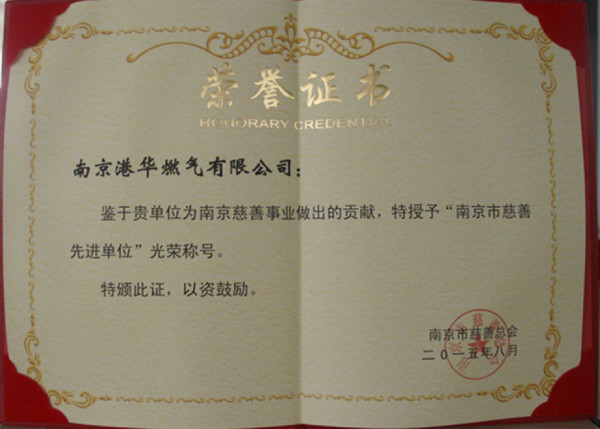 荣誉证书
HONORARY CREDENTIAL
南京港华燃气有限公司：
鉴于贵单位为南京慈善事业做出的贡献，特授予“南京市慈善
先进单位”光荣称号。
特颁此证，以资鼓励。
南京市慈善总会
二〇一五年八月